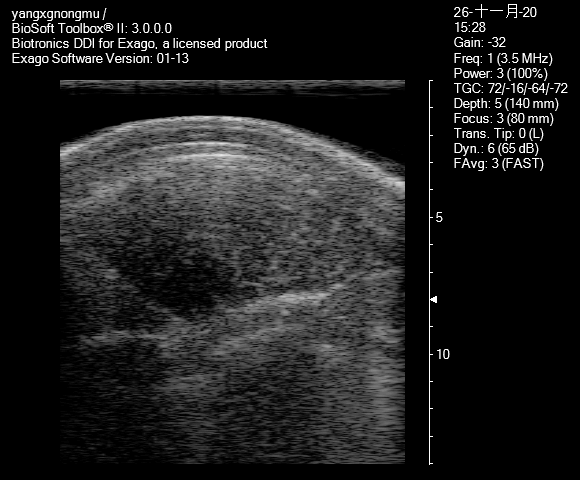 yangxgnongmu /
BioSoft Toolbox® II: 3.0.0.0
Biotronics DDI for Exago, a licensed product
Exago Software Version: 01-13
26-十一月-20
15:28
Gain: -32
Freq: 1 (3.5 MHz)
Power: 3 (100%)
TGC: 72/-16/-64/-72
Depth: 5 (140 mm)
Focus: 3 (80 mm)
Trans. Tip: 0 (L)
Dyn.: 6 (65 dB)
FAvg: 3 (FAST)
5
10